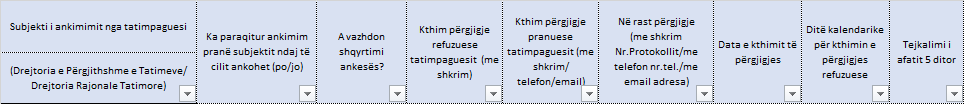 Subjekti i ankimimit nga tatimpaguesi
(Drejtoria e Përgjithshme e Tatimeve/
Drejtoria Rajonale Tatimore)
Ka paraqitur ankimim
pranë subjektit ndaj të
cilit ankohet (po/jo)
A vazhdon
shqyrtimi
ankesës?
Kthim përgjigje
refuzuese
tatimpaguesit (me
shkrim)
Kthim përgjigje
pranuese
tatimpaguesit (me
shkrim/
telefon/email)
Në rast përgjigje
(me shkrim
Nr.Protokollit/me
telefon nr.tel./me
email adresa)
Data e kthimit të
përgjigjes
Ditë kalendarike
për kthimin e
përgjigjes
refuzuese
Tejkalimi i
afatit 5 ditor